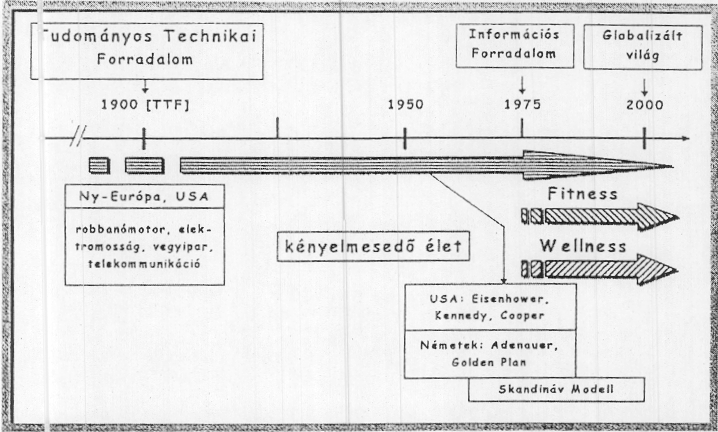 Tudományos Technikai
Forradalom
Információs
Forradalom
Globalizált
világ
1900 [TTF]
1950
1975
2000
Ny-Európa, USA
robbanómotor, elek-
tromosság, vegyipar,
telekommunikáció
kényelmesedő élet
Fitness
Wellness
USA: Eisenhower,
Kennedy, Cooper
Németek: Adenauer,
Golden Plan
Skandináv Modell